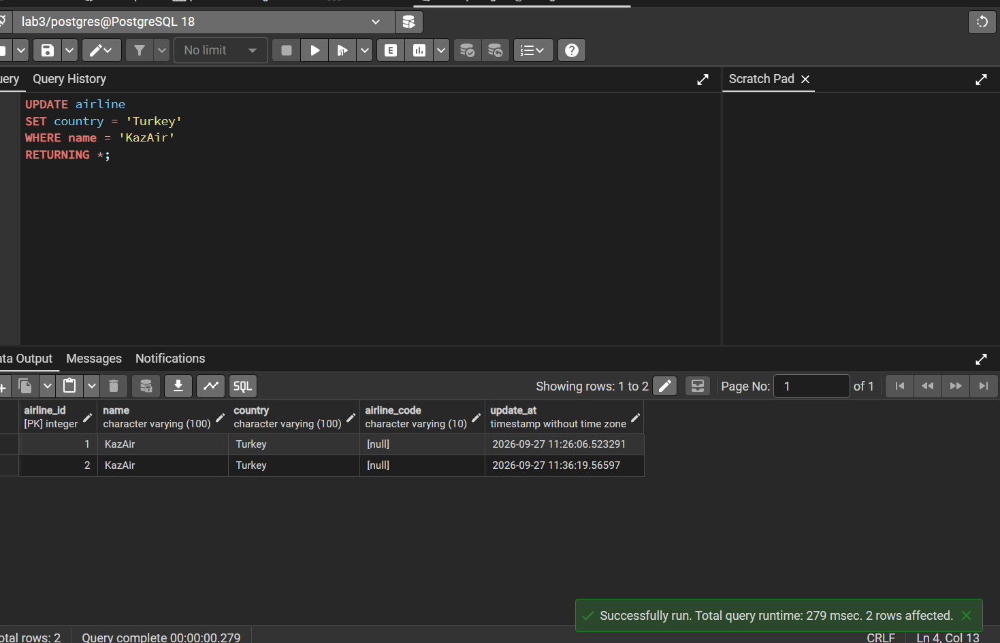 lab3/postgres@PostgreSQL 18
No limit
Query History
Scratch Pad
UPDATE airline
SET country = 'Turkey'
WHERE name = 'KazAir'
RETURNING *;
Messages Notifications
SQL
Showing rows: 1 to 2
Page No: 1 of 1
airline_id name country airline_code update_at
[PK] integer character varying (100) character varying (100) character varying (10) timestamp without time zone
1 KazAir Turkey [null] 2026-09-27 11:26:06.523291
2 KazAir Turkey [null] 2026-09-27 11:36:19.56597
Successfully run. Total query runtime: 279 msec. 2 rows affected.
rows: 2 Query complete 00:00:00.279 CRLF Ln 4, Col 13